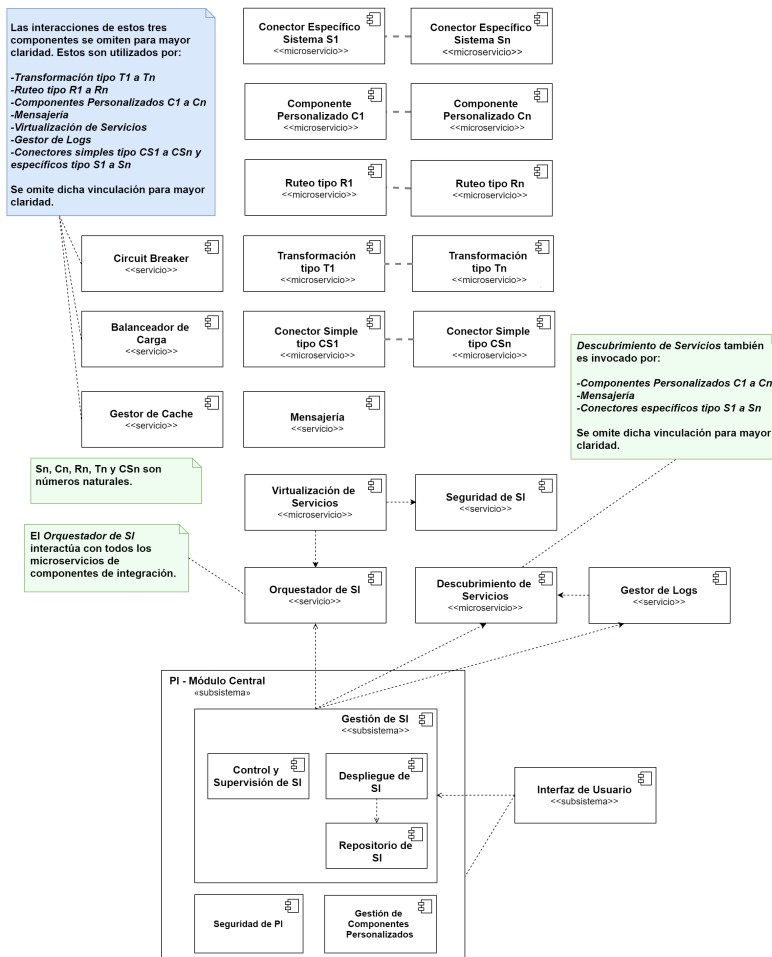 Las interacciones de estos tres
componentes se omiten para mayor
claridad. Estos son utilizados por:
-Transformación tipo T1 a Tn
-Ruteo tipo R1 a Rn
-Componentes Personalizados C1 a Cn
-Mensajería
-Virtualización de Servicios
-Gestor de Logs
-Conectores simples tipo CS1 a CSn y
específicos tipo S1 a Sn
Se omite dicha vinculación para mayor
claridad.
Conector Específico
Sistema S1
<<microservicio>>
Conector Específico
Sistema Sn
<<microservicio>>
Componente
Personalizado C1
<<microservicio>>
Componente
Personalizado Cn
<<microservicio>>
Ruteo tipo R1
<<microservicio>>
Ruteo tipo Rn
<<microservicio>>
Circuit Breaker
<<servicio>>
Transformación
tipo T1
<<microservicio>>
Transformación
tipo Tn
<<microservicio>>
Balanceador de
Carga
<<servicio>>
Conector Simple
tipo CS1
<<microservicio>>
Conector Simple
tipo CSn
<<microservicio>>
Descubrimiento de Servicios también
es invocado por:
-Componentes Personalizados C1 a Cn
-Mensajería
-Conectores específicos tipo S1 a Sn
Se omite dicha vinculación para mayor
claridad.
Gestor de Cache
<<servicio>>
Mensajería
<<servicio>>
Sn, Cn, Rn, Tn y CSn son
números naturales.
Virtualización de
Servicios
<<microservicio>>
Seguridad de SI
<<servicio>>
El Orquestador de SI
interactúa con todos los
microservicios de
componentes de integración.
Orquestador de SI
<<servicio>>
Descubrimiento de
Servicios
<<microservicio>>
Gestor de Logs
<<servicio>>
PI - Módulo Central
«subsistema»
Gestión de SI
<<subsistema>>
Control y
Supervisión de SI
Despliegue de
SI
Repositorio de
SI
Interfaz de Usuario
<<subsistema>>
Seguridad de PI
Gestión de
Componentes
Personalizados